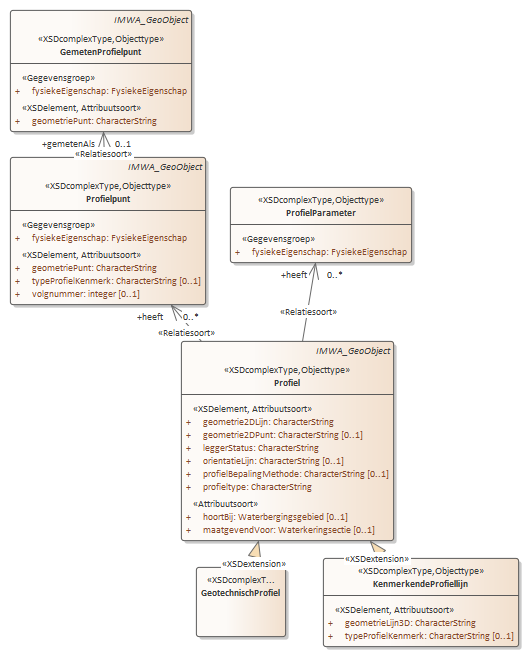 IMWA_GeoObject
«XSDcomplexType,Objecttype»
GemetenProfielpunt
«Gegevensgroep»
+ fysiekeEigenschap: FysiekeEigenschap
«XSDelement, Attribuutsoort»
+ geometriePunt: CharacterString
+gemetenAls 0..1
«Relatiesoort»
IMWA_GeoObject
«XSDcomplexType,Objecttype»
Profielpunt
«Gegevensgroep»
+ fysiekeEigenschap: FysiekeEigenschap
«XSDelement, Attribuutsoort»
+ geometriePunt: CharacterString
+ typeProfielKenmerk: CharacterString [0..1]
+ volgnummer: integer [0..1]
«XSDcomplexType,Objecttype»
ProfielParameter
«Gegevensgroep»
+ fysiekeEigenschap: FysiekeEigenschap
+heeft 0..*
«Relatiesoort»
+heeft 0..*
«Relatiesoort»
IMWA_GeoObject
«XSDcomplexType,Objecttype»
Profiel
«XSDelement, Attribuutsoort»
+ geometrie2DLijn: CharacterString
+ geometrie2DPunt: CharacterString [0..1]
+ leggerStatus: CharacterString
+ orientatieLijn: CharacterString [0..1]
+ profielBepalingMethode: CharacterString [0..1]
+ profieltype: CharacterString
«Attribuutsoort»
+ hoortBij: Waterbergingsgebied [0..1]
+ maatgevendVoor: Waterkeringsectie [0..1]
«XSDextension»
«XSDcomplexT...
GeotechnischProfiel
«XSDextension»
«XSDcomplexType,Objecttype»
KenmerkendeProfiellijn
«XSDelement, Attribuutsoort»
+ geometrieLijn3D: CharacterString
+ typeProfielKenmerk: CharacterString [0..1]